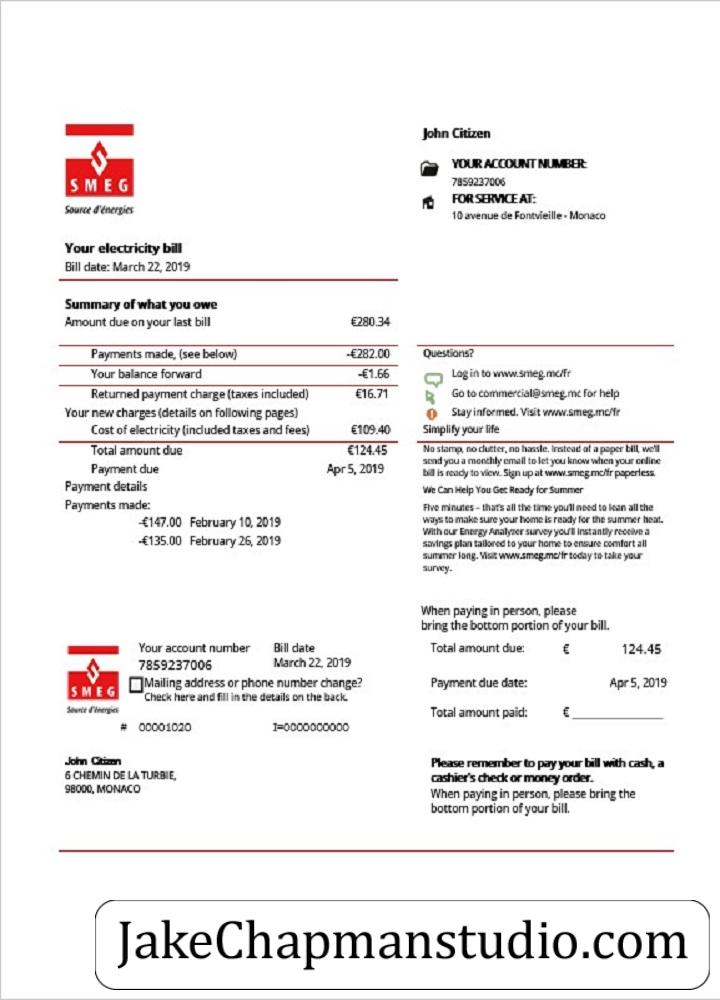 SMEG
Source d'énergies
John Citizen
YOUR ACCOUNT NUMBER:
7859237006
FOR SERVICE AT:
10 avenue de Fontvieille - Monaco
Your electricity bill
Bill date: March 22, 2019
Summary of what you owe
Amount due on your last bill €280.34
Payments made, (see below) -€282.00
Your balance forward -€1.66
Returned payment charge (taxes included) €16.71
Your new charges (details on following pages)
Cost of electricity (included taxes and fees) €109.40
Total amount due €124.45
Payment due Apr 5, 2019
Payment details
Payments made:
-€147.00 February 10, 2019
-€135.00 February 26, 2019
Questions?
Log in to www.smeg.mc/fr
Go to commercial@smeg.mc for help
Stay informed. Visit www.smeg.mc/fr
Simplify your life
No stamp, no clutter, no hassle. Instead of a paper bill, we'll
send you a monthly email to let you know when your online
bill is ready to view. Sign up at www.smeg.mc/fr paperless.
We Can Help You Get Ready for Summer
Five minutes - that's all the time you'll need to lean all the
ways to make sure your home is ready for the summer heat.
With our Energy Analyzer survey you'll instantly receive a
savings plan tailored to your home to ensure comfort all
summer long. Visit www.smeg.mc/fr today to take your
survey.
When paying in person, please
bring the bottom portion of your bill.
SMEG
Source d'énergies
Your account number Bill date
7859237006 March 22, 2019
Mailing address or phone number change?
Check here and fill in the details on the back.
# 00001020 I=0000000000
Total amount due: € 124.45
Payment due date: Apr 5, 2019
Total amount paid: € ____________
John Citizen
6 CHEMIN DE LA TURBIE,
98000, MONACO
Please remember to pay your bill with cash, a
cashier's check or money order.
When paying in person, please bring the
bottom portion of your bill.
JakeChapmanstudio.com